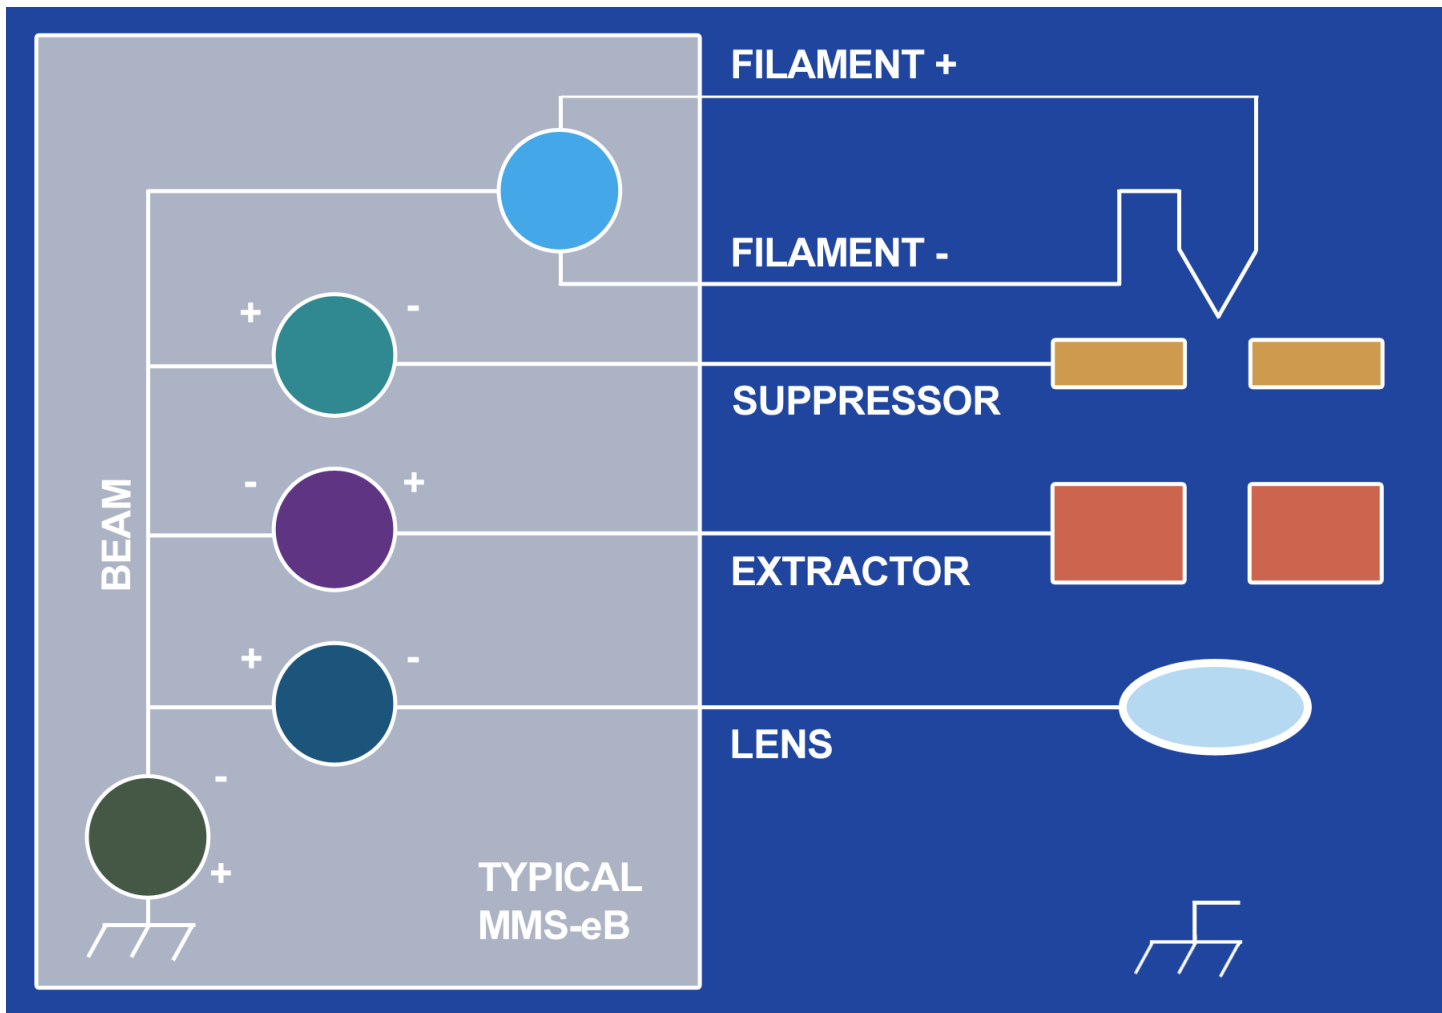 FILAMENT +
FILAMENT -
+ -
SUPPRESSOR
- +
EXTRACTOR
BEAM
+ -
LENS
-
+
TYPICAL
MMS-eB